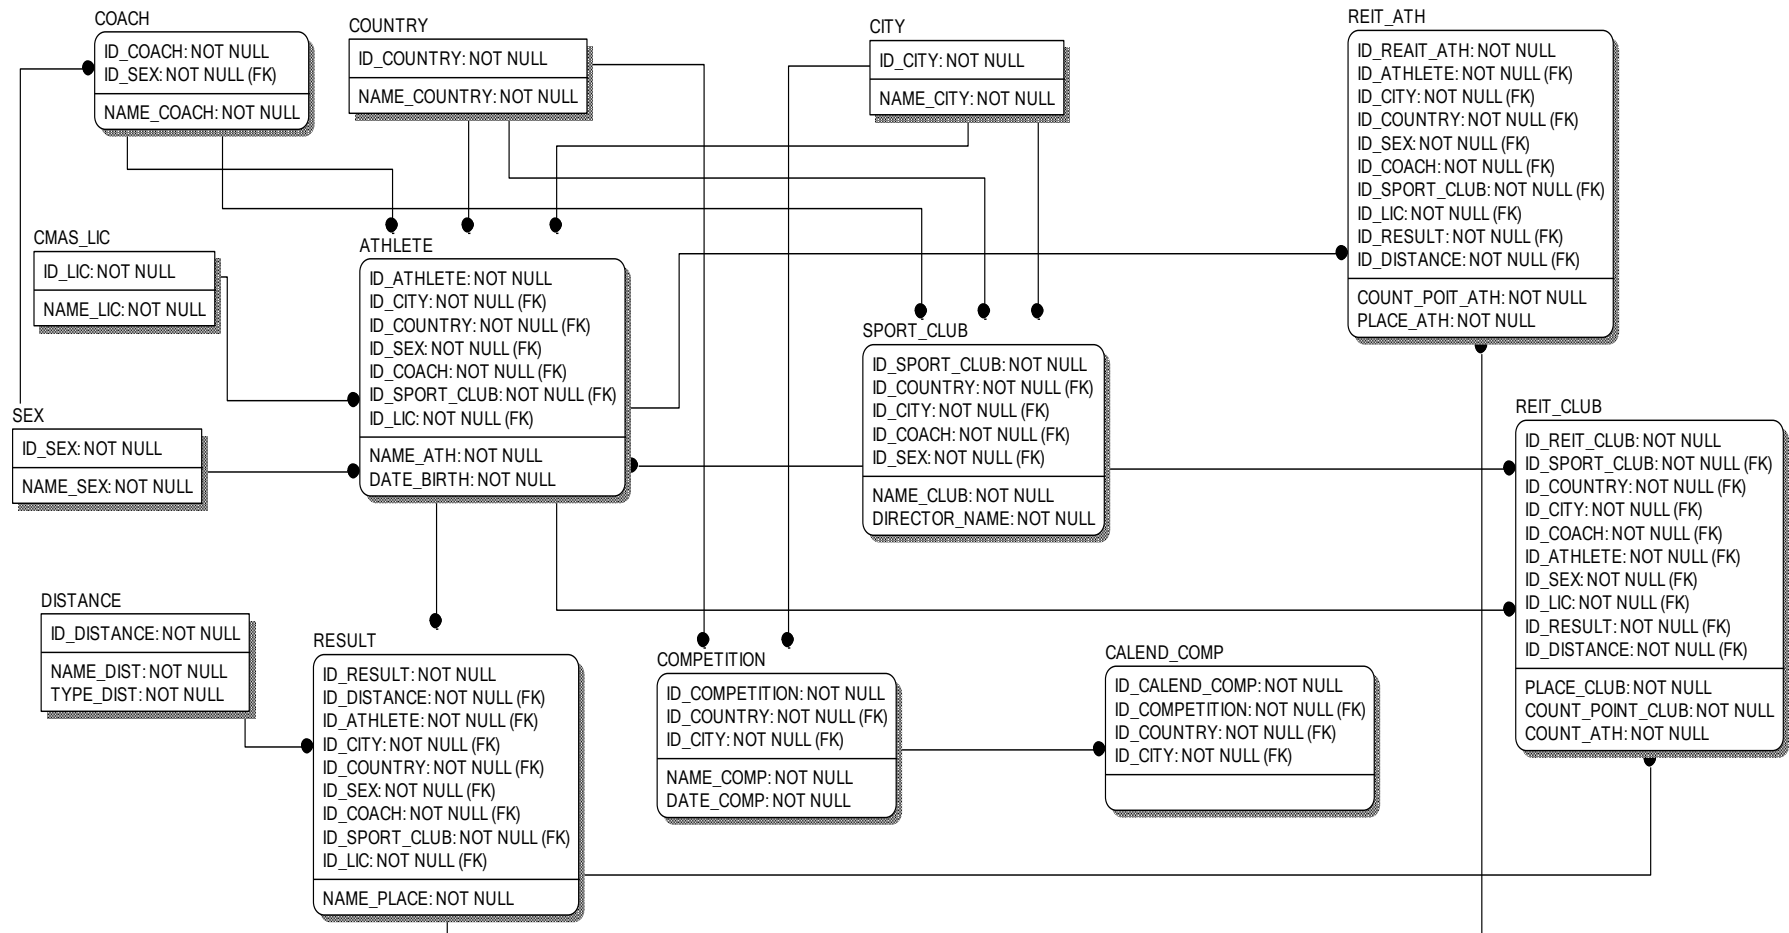 COACH
ID_COACH: NOT NULL
ID_SEX: NOT NULL (FK)
NAME_COACH: NOT NULL
COUNTRY
ID_COUNTRY: NOT NULL
NAME_COUNTRY: NOT NULL
CITY
ID_CITY: NOT NULL
NAME_CITY: NOT NULL
REIT_ATH
ID_REAIT_ATH: NOT NULL
ID_ATHLETE: NOT NULL (FK)
ID_CITY: NOT NULL (FK)
ID_COUNTRY: NOT NULL (FK)
ID_SEX: NOT NULL (FK)
ID_COACH: NOT NULL (FK)
ID_SPORT_CLUB: NOT NULL (FK)
ID_LIC: NOT NULL (FK)
ID_RESULT: NOT NULL (FK)
ID_DISTANCE: NOT NULL (FK)
COUNT_POIT_ATH: NOT NULL
PLACE_ATH: NOT NULL
CMAS_LIC
ID_LIC: NOT NULL
NAME_LIC: NOT NULL
ATHLETE
ID_ATHLETE: NOT NULL
ID_CITY: NOT NULL (FK)
ID_COUNTRY: NOT NULL (FK)
ID_SEX: NOT NULL (FK)
ID_COACH: NOT NULL (FK)
ID_SPORT_CLUB: NOT NULL (FK)
ID_LIC: NOT NULL (FK)
NAME_ATH: NOT NULL
DATE_BIRTH: NOT NULL
SPORT_CLUB
ID_SPORT_CLUB: NOT NULL
ID_COUNTRY: NOT NULL (FK)
ID_CITY: NOT NULL (FK)
ID_COACH: NOT NULL (FK)
ID_SEX: NOT NULL (FK)
NAME_CLUB: NOT NULL
DIRECTOR_NAME: NOT NULL
SEX
ID_SEX: NOT NULL
NAME_SEX: NOT NULL
REIT_CLUB
ID_REIT_CLUB: NOT NULL
ID_SPORT_CLUB: NOT NULL (FK)
ID_COUNTRY: NOT NULL (FK)
ID_CITY: NOT NULL (FK)
ID_COACH: NOT NULL (FK)
ID_ATHLETE: NOT NULL (FK)
ID_SEX: NOT NULL (FK)
ID_LIC: NOT NULL (FK)
ID_RESULT: NOT NULL (FK)
ID_DISTANCE: NOT NULL (FK)
PLACE_CLUB: NOT NULL
COUNT_POINT_CLUB: NOT NULL
COUNT_ATH: NOT NULL
DISTANCE
ID_DISTANCE: NOT NULL
NAME_DIST: NOT NULL
TYPE_DIST: NOT NULL
RESULT
ID_RESULT: NOT NULL
ID_DISTANCE: NOT NULL (FK)
ID_ATHLETE: NOT NULL (FK)
ID_CITY: NOT NULL (FK)
ID_COUNTRY: NOT NULL (FK)
ID_SEX: NOT NULL (FK)
ID_COACH: NOT NULL (FK)
ID_SPORT_CLUB: NOT NULL (FK)
ID_LIC: NOT NULL (FK)
NAME_PLACE: NOT NULL
COMPETITION
ID_COMPETITION: NOT NULL
ID_COUNTRY: NOT NULL (FK)
ID_CITY: NOT NULL (FK)
NAME_COMP: NOT NULL
DATE_COMP: NOT NULL
CALEND_COMP
ID_CALEND_COMP: NOT NULL
ID_COMPETITION: NOT NULL (FK)
ID_COUNTRY: NOT NULL (FK)
ID_CITY: NOT NULL (FK)